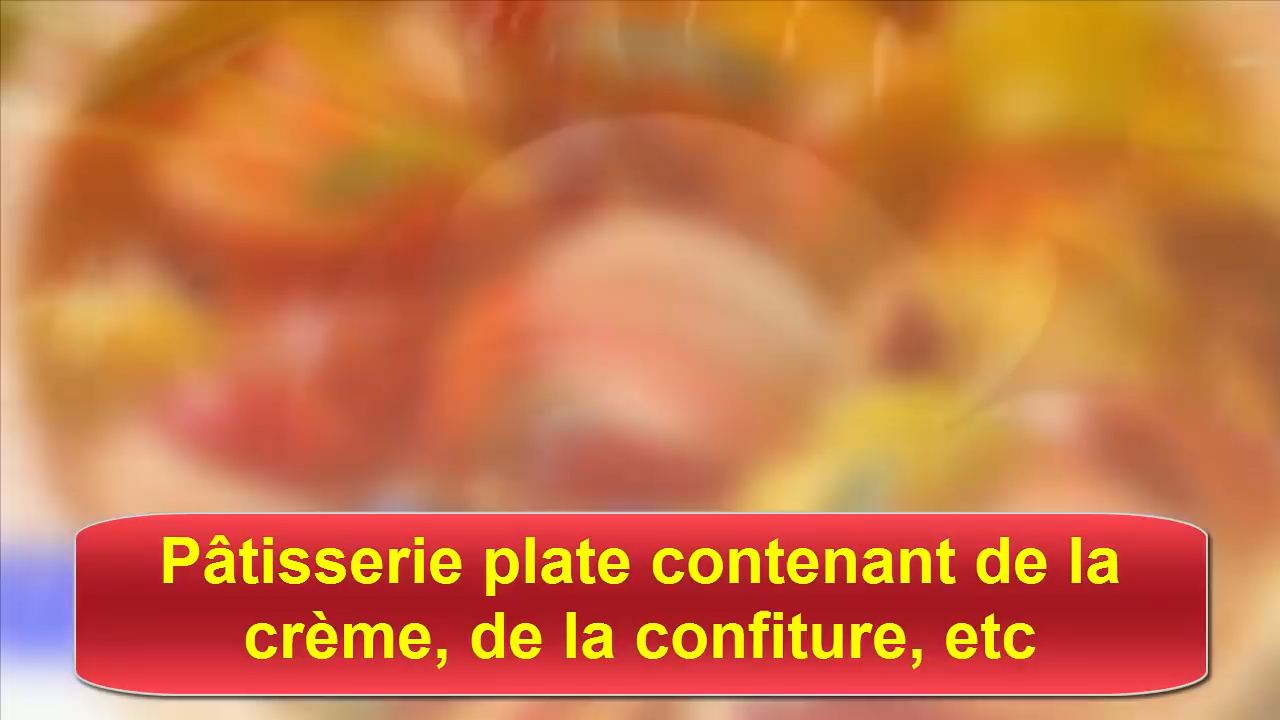 Pâtisserie plate contenant de la
crème, de la confiture, etc